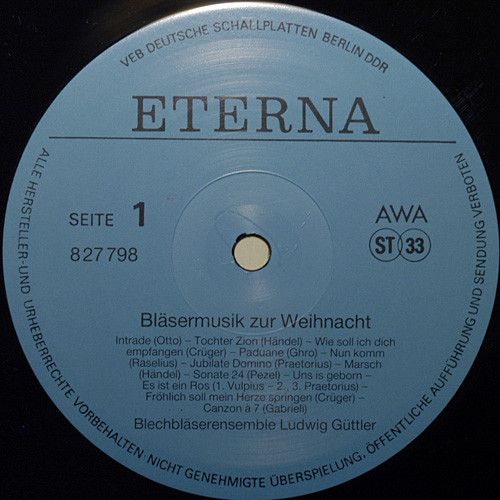 VEB DEUTSCHE SCHALLPLATTEN BERLIN DDR
ETERNA
SEITE 1
827798
AWA
ST 33
Bläsermusik zur Weihnacht
Intrade (Otto) – Tochter Zion (Händel) – Wie soll ich dich
empfangen (Crüger) – Paduane (Ghro) – Nun komm
(Raselius) – Jubilate Domino (Praetorius) – Marsch
(Händel) – Sonate 24 (Pezel) – Uns is geborn –
Es ist ein Ros (1. Vulpius – 2., 3. Praetorius) –
Fröhlich soll mein Herze springen (Crüger) –
Canzon à 7 (Gabrieli)
Blechbläserensemble Ludwig Güttler
ALLE HERSTELLER- UND URHEBERRECHTE VORBEHALTEN · NICHT GENEHMIGTE ÜBERSPIELUNG, ÖFFENTLICHE AUFFÜHRUNG UND SENDUNG VERBOTEN